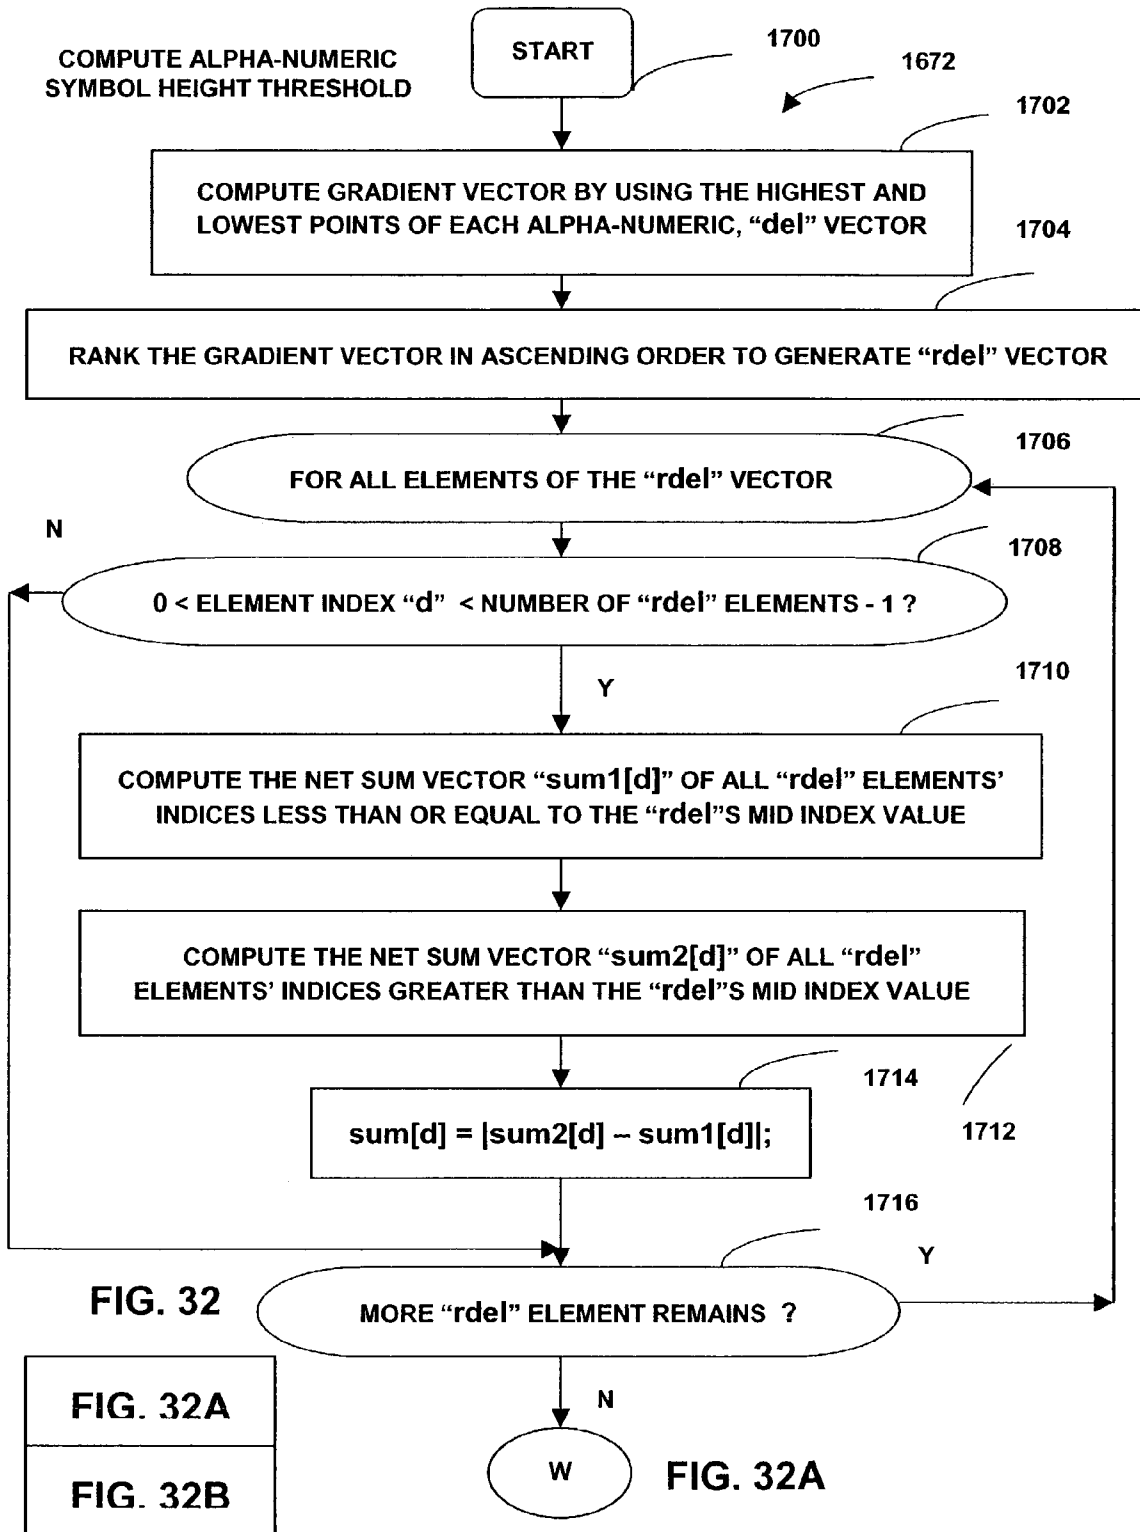 COMPUTE ALPHA-NUMERIC
SYMBOL HEIGHT THRESHOLD
START
1700
1672
1702
COMPUTE GRADIENT VECTOR BY USING THE HIGHEST AND
LOWEST POINTS OF EACH ALPHA-NUMERIC, “del” VECTOR
1704
RANK THE GRADIENT VECTOR IN ASCENDING ORDER TO GENERATE “rdel” VECTOR
1706
FOR ALL ELEMENTS OF THE “rdel” VECTOR
N
1708
0 < ELEMENT INDEX “d” < NUMBER OF “rdel” ELEMENTS - 1 ?
Y
1710
COMPUTE THE NET SUM VECTOR “sum1[d]” OF ALL “rdel” ELEMENTS’
INDICES LESS THAN OR EQUAL TO THE “rdel”S MID INDEX VALUE
COMPUTE THE NET SUM VECTOR “sum2[d]” OF ALL “rdel”
ELEMENTS’ INDICES GREATER THAN THE “rdel”S MID INDEX VALUE
1712
1714
sum[d] = |sum2[d] – sum1[d]|;
1716
Y
MORE “rdel” ELEMENT REMAINS ?
N
W
FIG. 32
FIG. 32A
FIG. 32B
FIG. 32A